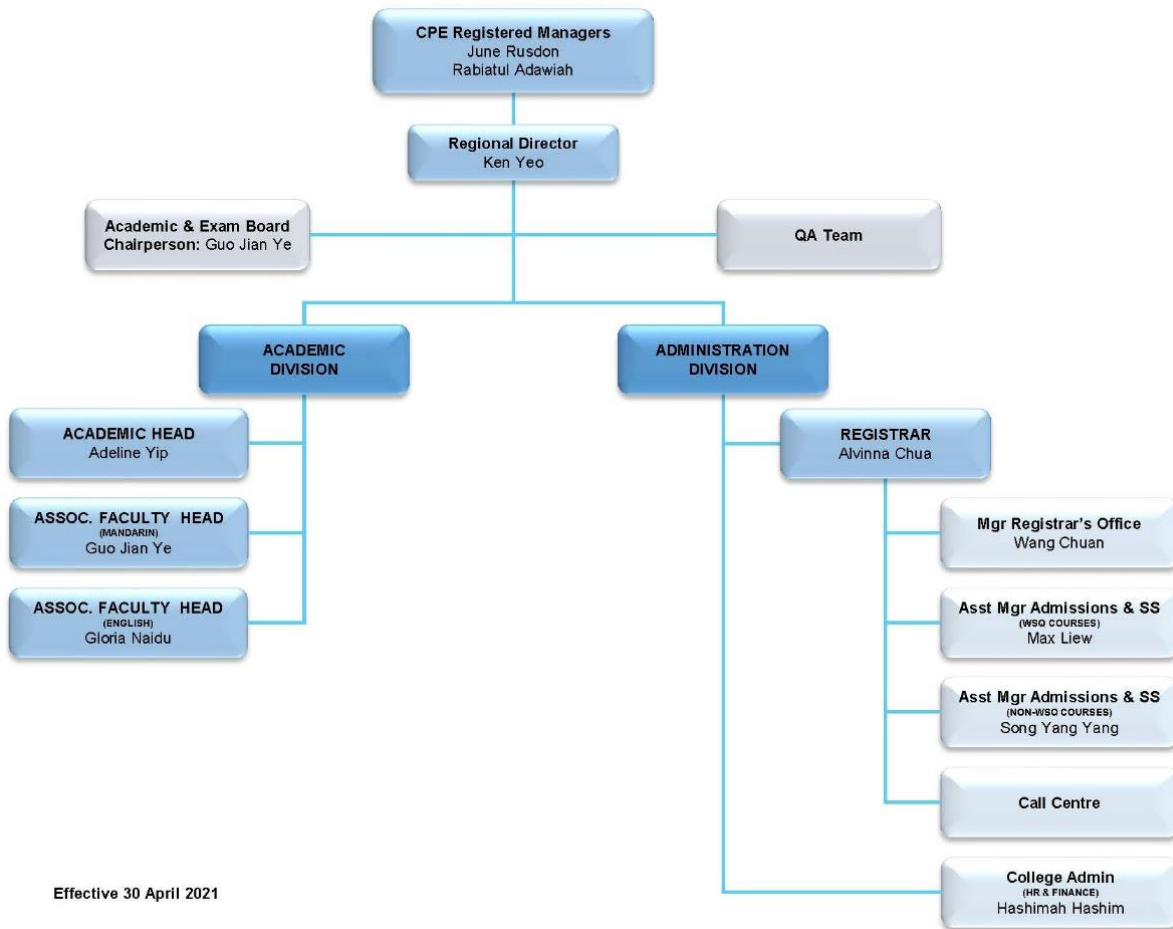 CPE Registered Managers
June Rusdon
Rabiatul Adawiah
Regional Director
Ken Yeo
Academic & Exam Board
Chairperson: Guo Jian Ye
QA Team
ACADEMIC
DIVISION
ADMINISTRATION
DIVISION
ACADEMIC HEAD
Adeline Yip
ASSOC. FACULTY HEAD
(MANDARIN)
Guo Jian Ye
ASSOC. FACULTY HEAD
(ENGLISH)
Gloria Naidu
REGISTRAR
Alvinna Chua
Mgr Registrar's Office
Wang Chuan
Asst Mgr Admissions & SS
(WSQ COURSES)
Max Liew
Asst Mgr Admissions & SS
(NON-WSQ COURSES)
Song Yang Yang
Call Centre
College Admin
(HR & FINANCE)
Hashimah Hashim
Effective 30 April 2021